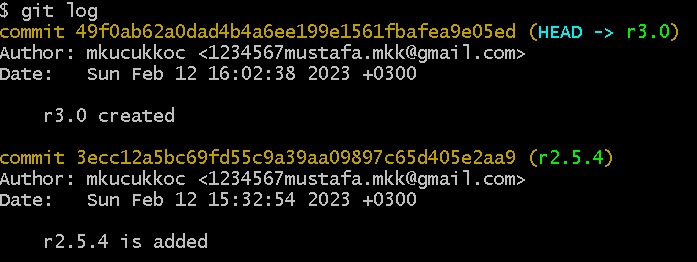 $ git log
commit 49f0ab62a0dad4b4a6ee199e1561fbafea9e05ed (HEAD -> r3.0)
Author: mkucukkoc <1234567mustafa.mkk@gmail.com>
Date:   Sun Feb 12 16:02:38 2023 +0300
r3.0 created
commit 3ecc12a5bc69fd55c9a39aa09897c65d405e2aa9 (r2.5.4)
Author: mkucukkoc <1234567mustafa.mkk@gmail.com>
Date:   Sun Feb 12 15:32:54 2023 +0300
r2.5.4 is added